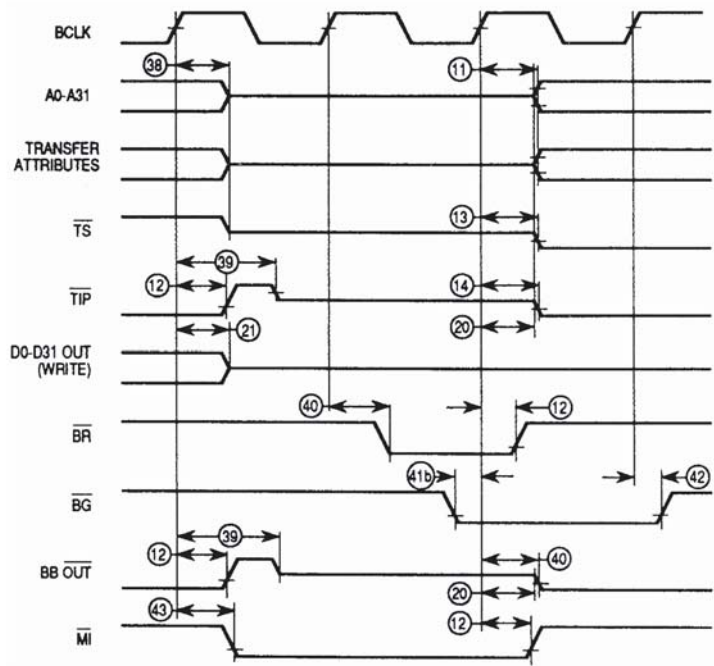 BCLK
38
11
A0-A31
TRANSFER
ATTRIBUTES
TS
13
39
12
14
TIP
21
20
D0-D31 OUT
(WRITE)
40
12
BR
41b
42
BG
39
12
40
BB OUT
20
43
12
MI